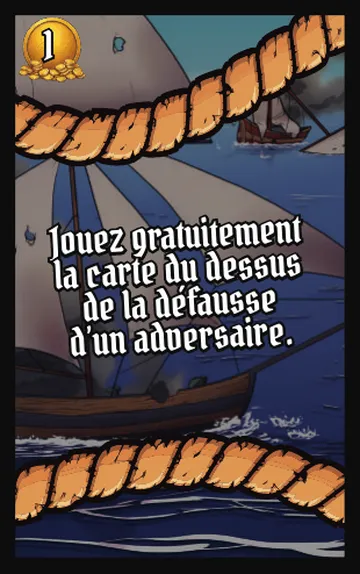 1
Jouez gratuitement
la carte du dessus
de la défausse
d'un adversaire.